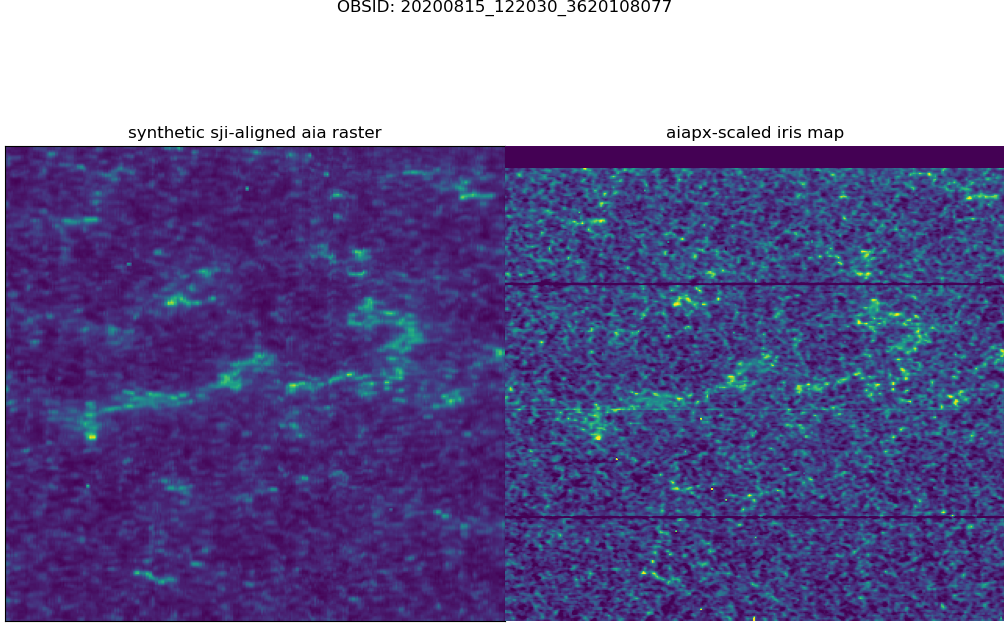 OBSID: 20200815_122030_3620108077
synthetic sji-aligned aia raster
aiapx-scaled iris map